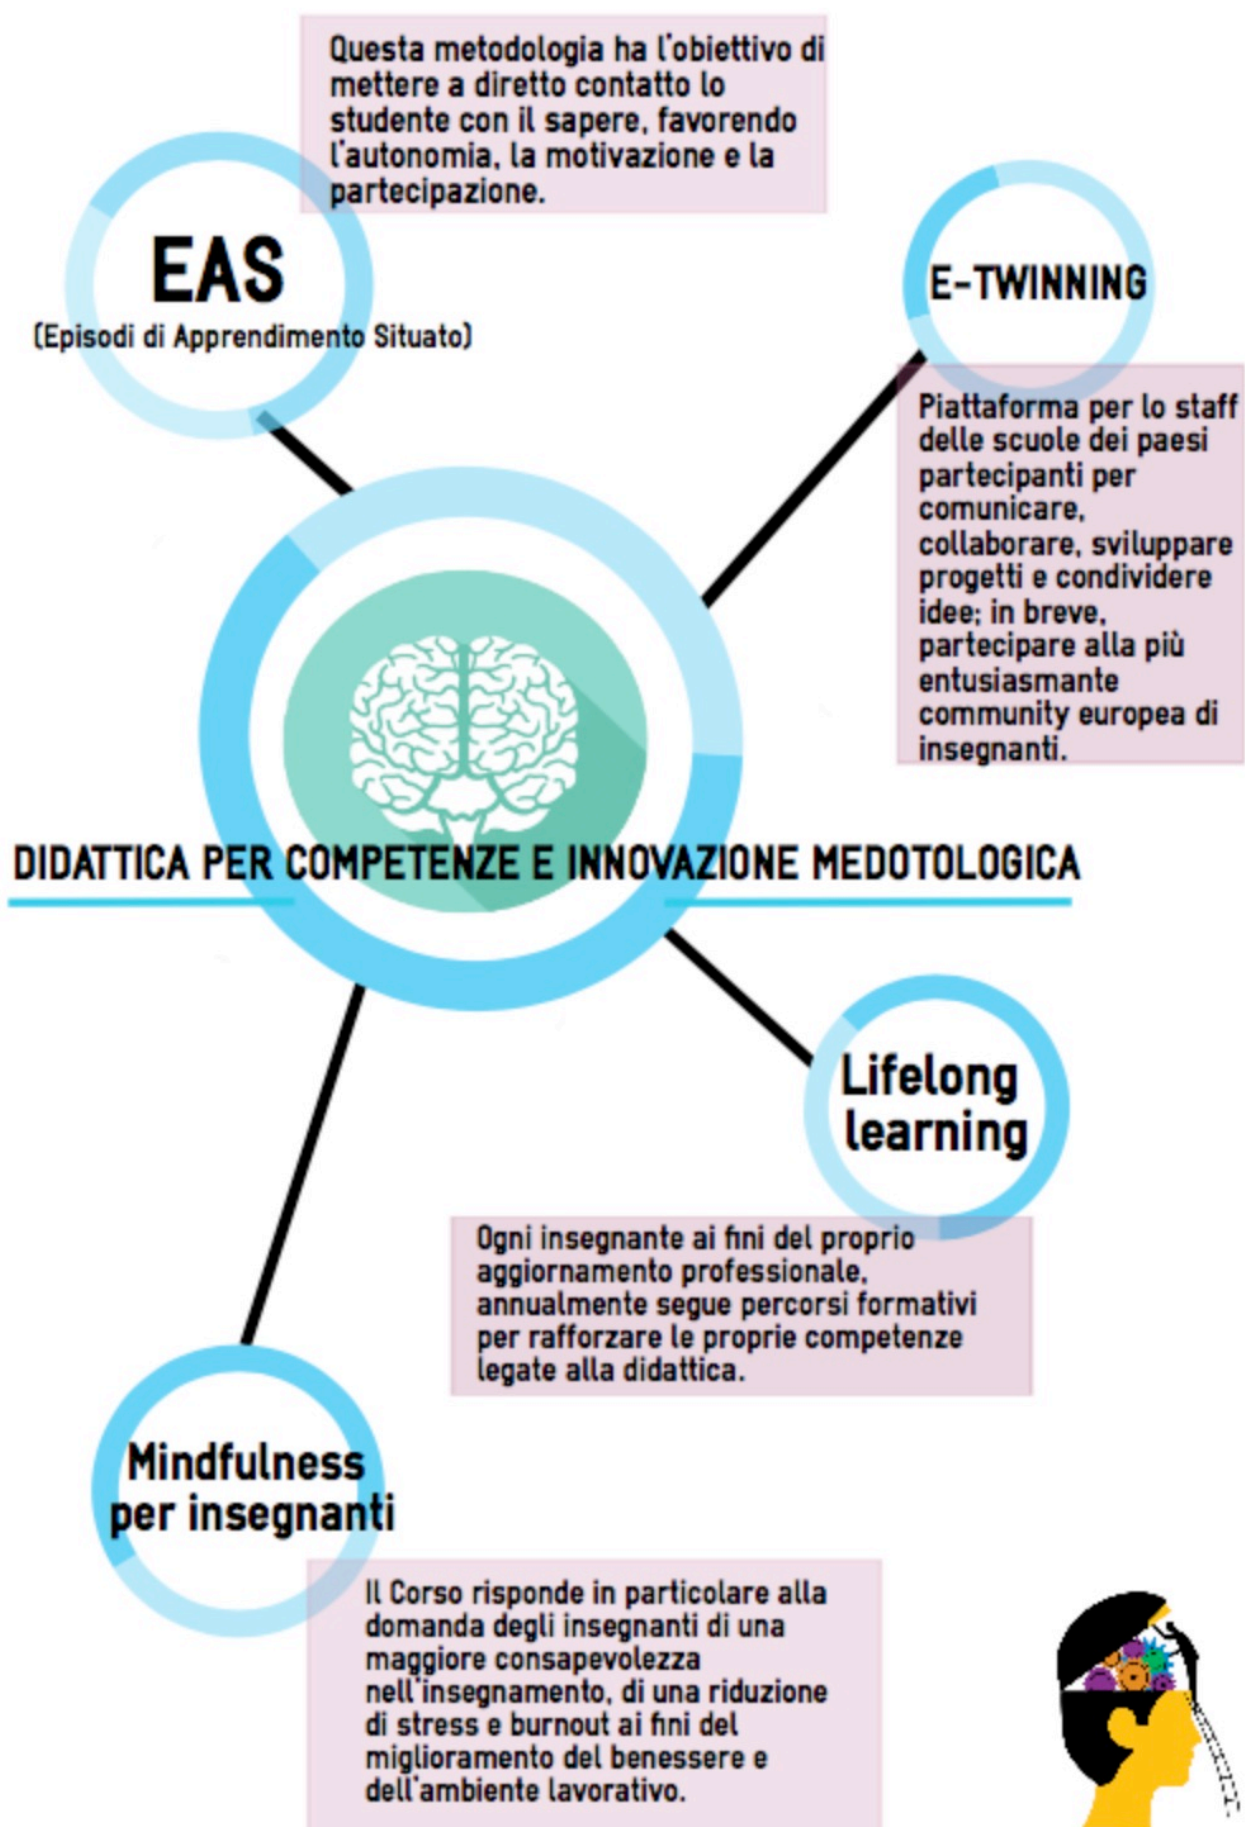 Questa metodologia ha l'obiettivo di
mettere a diretto contatto lo
studente con il sapere, favorendo
l'autonomia, la motivazione e la
partecipazione.
EAS
(Episodi di Apprendimento Situato)
E-TWINNING
Piattaforma per lo staff
delle scuole dei paesi
partecipanti per
comunicare,
collaborare, sviluppare
progetti e condividere
idee; in breve,
partecipare alla più
entusiasmante
community europea di
insegnanti.
DIDATTICA PER COMPETENZE E INNOVAZIONE MEDOTOLOGICA
Lifelong
learning
Ogni insegnante ai fini del proprio
aggiornamento professionale,
annualmente segue percorsi formativi
per rafforzare le proprie competenze
legate alla didattica.
Mindfulness
per insegnanti
Il Corso risponde in particolare alla
domanda degli insegnanti di una
maggiore consapevolezza
nell'insegnamento, di una riduzione
di stress e burnout ai fini del
miglioramento del benessere e
dell'ambiente lavorativo.